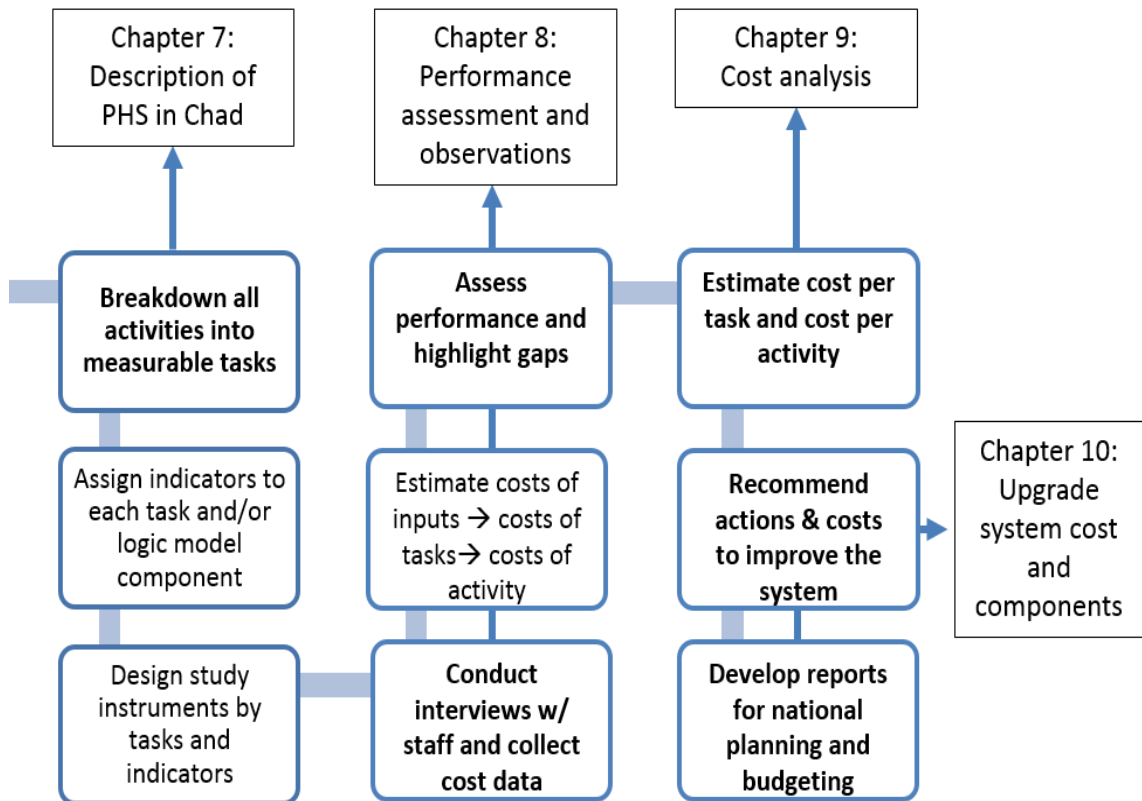 Chapter 7:
Description of
PHS in Chad
Chapter 8:
Performance
assessment and
observations
Chapter 9:
Cost analysis
Breakdown all
activities into
measurable tasks
Assess
performance and
highlight gaps
Estimate cost per
task and cost per
activity
Assign indicators to
each task and/or
logic model
component
Estimate costs of
inputs → costs of
tasks→ costs of
activity
Recommend
actions & costs
to improve the
system
Chapter 10:
Upgrade
system cost
and
components
Design study
instruments by
tasks and
indicators
Conduct
interviews w/
staff and collect
cost data
Develop reports
for national
planning and
budgeting